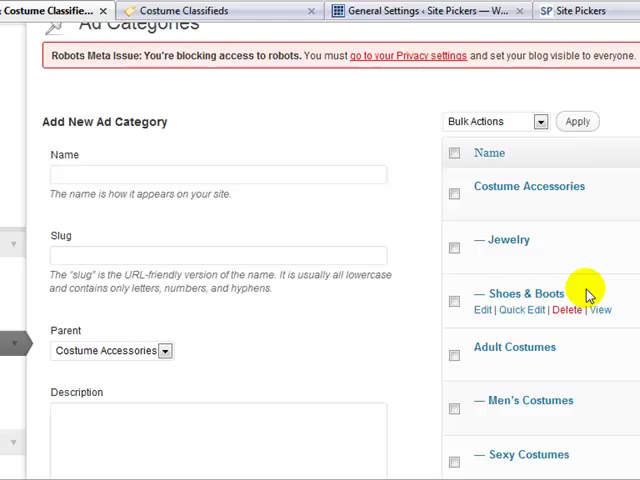 Costume Classifie...
Costume Classifieds
General Settings ‹ Site Pickers — W...
SP Site Pickers
Ad Categories
Robots Meta Issue: You're blocking access to robots. You must go to your Privacy settings and set your blog visible to everyone.
Add New Ad Category
Bulk Actions
Apply
Name
Name
The name is how it appears on your site.
Costume Accessories
Slug
— Jewelry
The “slug” is the URL-friendly version of the name. It is usually all lowercase
and contains only letters, numbers, and hyphens.
— Shoes & Boots
Edit | Quick Edit | Delete | View
Parent
Costume Accessories
Adult Costumes
Description
— Men's Costumes
— Sexy Costumes